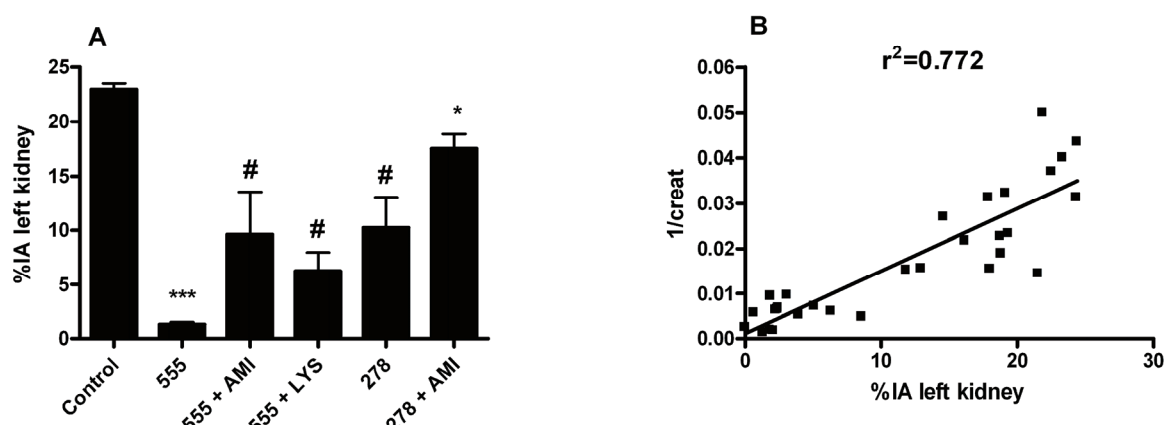 A
%IA left kidney
25
20
15
10
5
0
***
#
#
#
*
Control
555
555 + AMI
555 + LYS
278
278 + AMI
B
r²=0.772
1/creat
0.06
0.05
0.04
0.03
0.02
0.01
0.00
0
10
20
30
%IA left kidney